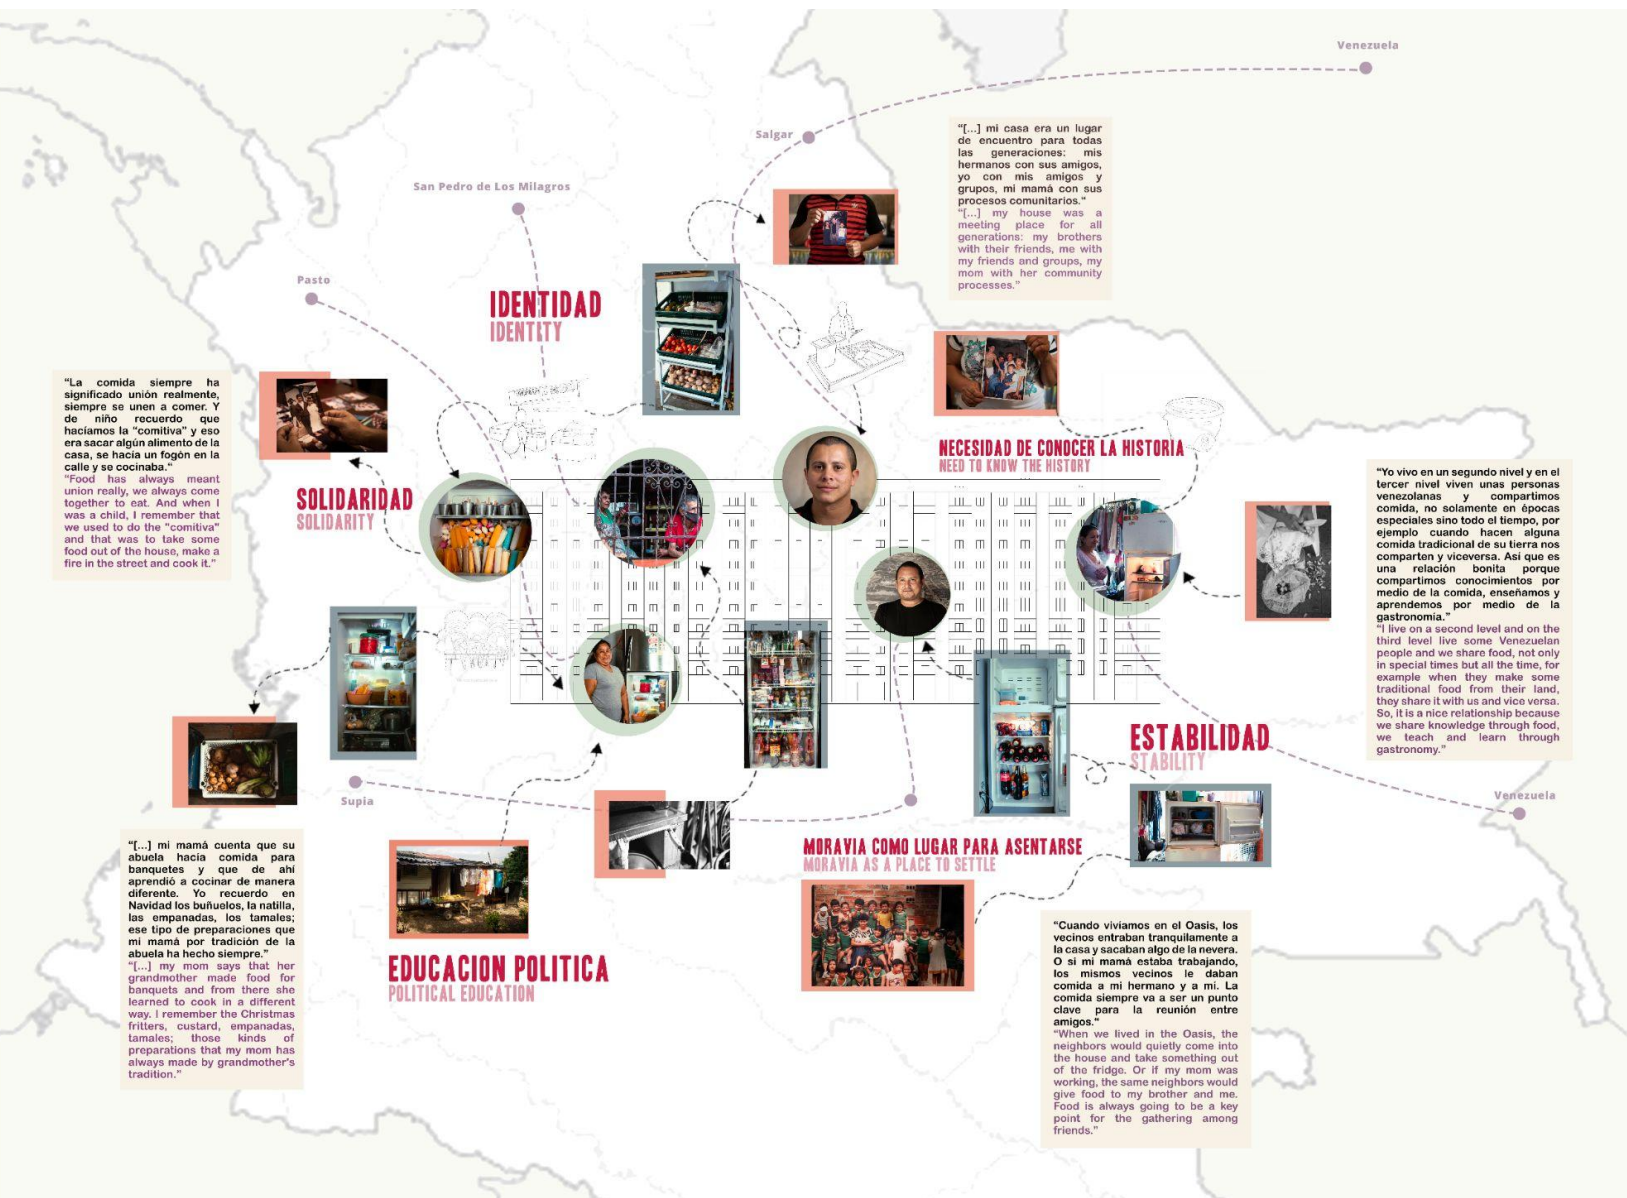 Venezuela
Salgar
San Pedro de Los Milagros
Pasto
"[...] mi casa era un lugar
de encuentro para todas
las generaciones: mis
hermanos con sus amigos,
yo con mis amigos y
grupos, mi mamá con sus
procesos comunitarios."
"[...] my house was a
meeting place for all
generations: my brothers
with their friends, me with
my friends and groups, my
mom with her community
processes."
IDENTIDAD
IDENTITY
"La comida siempre ha
significado unión realmente,
siempre se unen a comer. Y
de niño recuerdo que
hacíamos la "comitiva" y eso
era sacar algún alimento de la
casa, se hacía un fogón en la
calle y se cocinaba."
"Food has always meant
union really, we always come
together to eat. And when I
was a child, I remember that
we used to do the "comitiva"
and that was to take some
food out of the house, make a
fire in the street and cook it."
SOLIDARIDAD
SOLIDARITY
NECESIDAD DE CONOCER LA HISTORIA
NEED TO KNOW THE HISTORY
"Yo vivo en un segundo nivel y en el
tercer nivel viven unas personas
venezolanas y compartimos
comida, no solamente en épocas
especiales sino todo el tiempo, por
ejemplo cuando hacen alguna
comida tradicional de su tierra nos
comparten y viceversa. Así que es
una relación bonita porque
compartimos conocimientos por
medio de la comida, enseñamos y
aprendemos por medio de la
gastronomía."
"I live on a second level and on the
third level live some Venezuelan
people and we share food, not only
in special times but all the time, for
example when they make some
traditional food from their land,
they share it with us and vice versa.
So, it is a nice relationship because
we share knowledge through food,
we teach and learn through
gastronomy."
ESTABILIDAD
STABILITY
Venezuela
Supia
MORAVIA COMO LUGAR PARA ASENTARSE
MORAVIA AS A PLACE TO SETTLE
"[...] mi mamá cuenta que su
abuela hacía comida para
banquetes y que de ahí
aprendió a cocinar de manera
diferente. Yo recuerdo en
Navidad los buñuelos, la natilla,
las empanadas, los tamales;
ese tipo de preparaciones que
mi mamá por tradición de la
abuela ha hecho siempre."
"[...] my mom says that her
grandmother made food for
banquets and from there she
learned to cook in a different
way. I remember the Christmas
fritters, custard, empanadas,
tamales; those kinds of
preparations that my mom has
always made by grandmother's
tradition."
EDUCACION POLITICA
POLITICAL EDUCATION
"Cuando vivíamos en el Oasis, los
vecinos entraban tranquilamente a
la casa y sacaban algo de la nevera.
O si mi mamá estaba trabajando,
los mismos vecinos le daban
comida a mi hermano y a mí. La
comida siempre va a ser un punto
clave para la reunión entre
amigos."
"When we lived in the Oasis, the
neighbors would quietly come into
the house and take something out
of the fridge. Or if my mom was
working, the same neighbors would
give food to my brother and me.
Food is always going to be a key
point for the gathering among
friends."